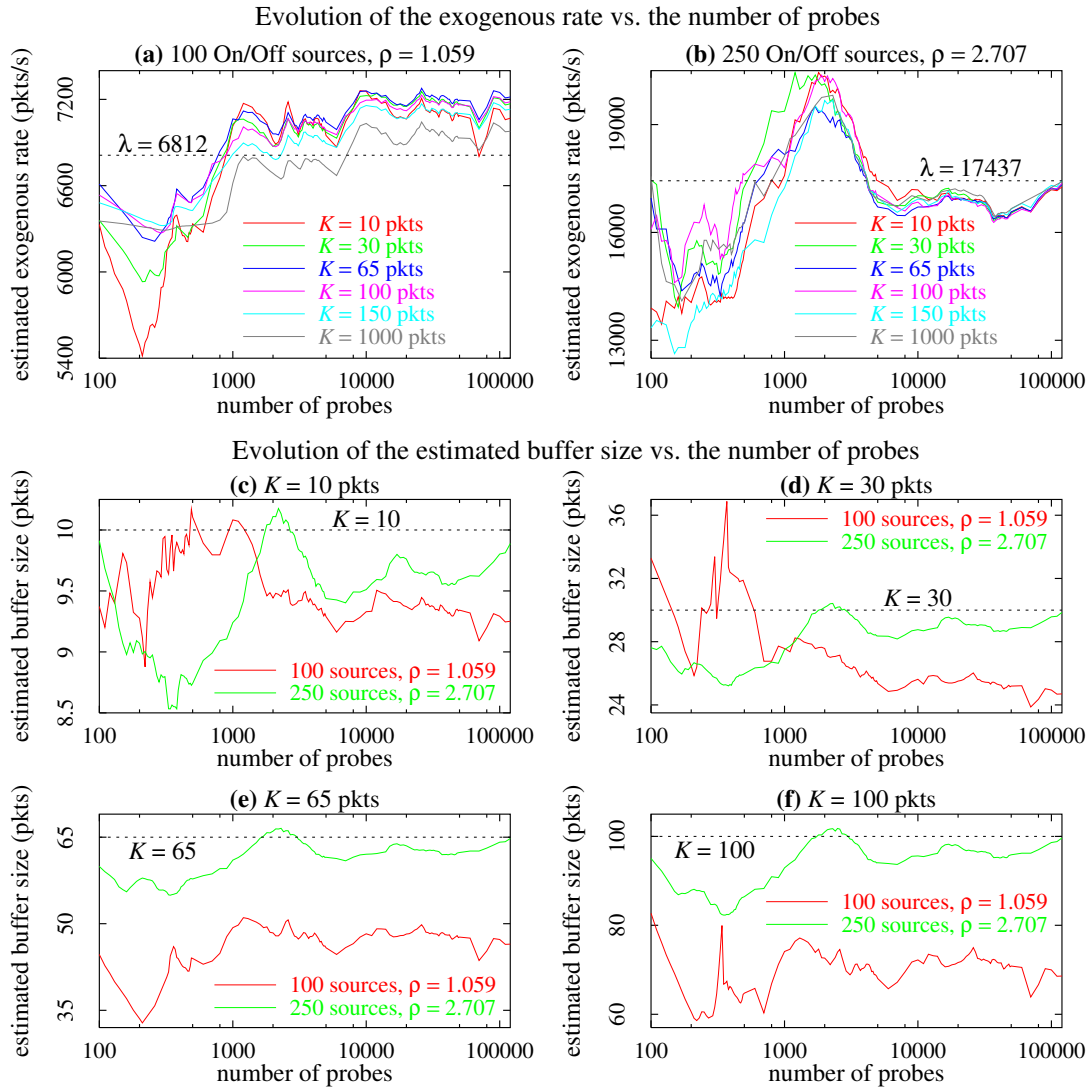 Evolution of the exogenous rate vs. the number of probes
(a) 100 On/Off sources, ρ = 1.059
estimated exogenous rate (pkts/s)
7200
6600
6000
5400
λ = 6812
K = 10 pkts
K = 30 pkts
K = 65 pkts
K = 100 pkts
K = 150 pkts
K = 1000 pkts
100
1000
10000
100000
number of probes
(b) 250 On/Off sources, ρ = 2.707
estimated exogenous rate (pkts/s)
19000
16000
13000
λ = 17437
K = 10 pkts
K = 30 pkts
K = 65 pkts
K = 100 pkts
K = 150 pkts
K = 1000 pkts
100
1000
10000
100000
number of probes
Evolution of the estimated buffer size vs. the number of probes
(c) K = 10 pkts
estimated buffer size (pkts)
10
9.5
9
8.5
K = 10
100 sources, ρ = 1.059
250 sources, ρ = 2.707
100
1000
10000
100000
number of probes
(d) K = 30 pkts
estimated buffer size (pkts)
36
32
28
24
100 sources, ρ = 1.059
250 sources, ρ = 2.707
K = 30
100
1000
10000
100000
number of probes
(e) K = 65 pkts
estimated buffer size (pkts)
65
50
35
K = 65
100 sources, ρ = 1.059
250 sources, ρ = 2.707
100
1000
10000
100000
number of probes
(f) K = 100 pkts
estimated buffer size (pkts)
100
80
60
K = 100
100 sources, ρ = 1.059
250 sources, ρ = 2.707
100
1000
10000
100000
number of probes